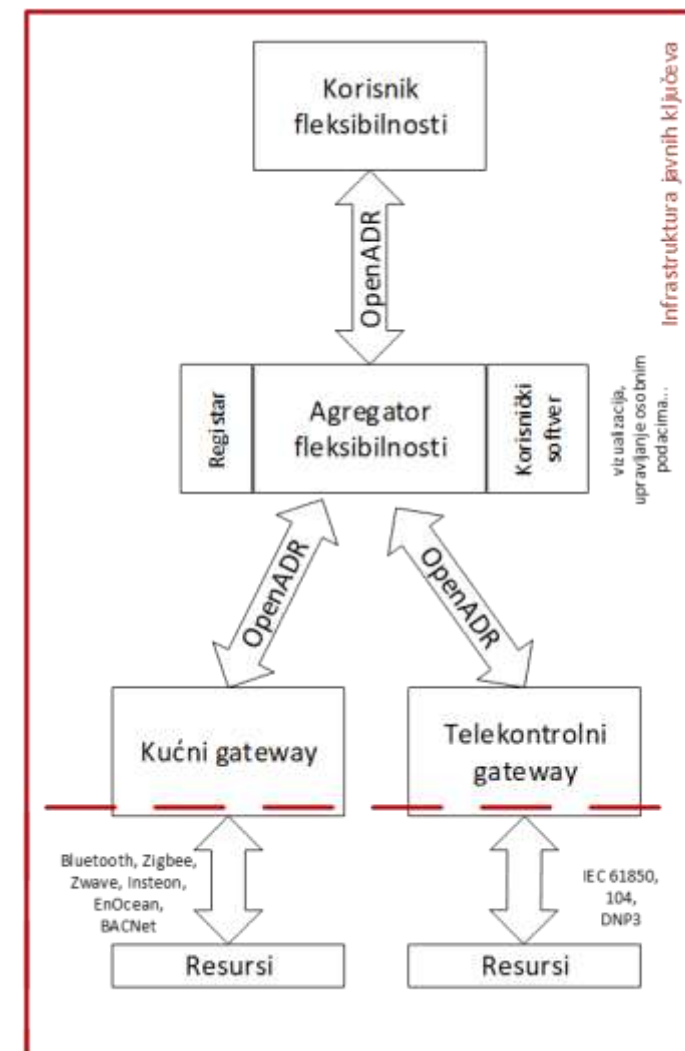 Korisnik
fleksibilnosti
Infrastruktura javnih ključeva
OpenADR
Registar
Agregator
fleksibilnosti
Korisnički
softver
vizualizacija,
upravljanje osobnim
podacima...
OpenADR
OpenADR
Kućni gateway
Telekontrolni
gateway
Bluetooth, Zigbee,
Zwave, Insteon,
EnOcean,
BACNet
IEC 61850,
104,
DNP3
Resursi
Resursi